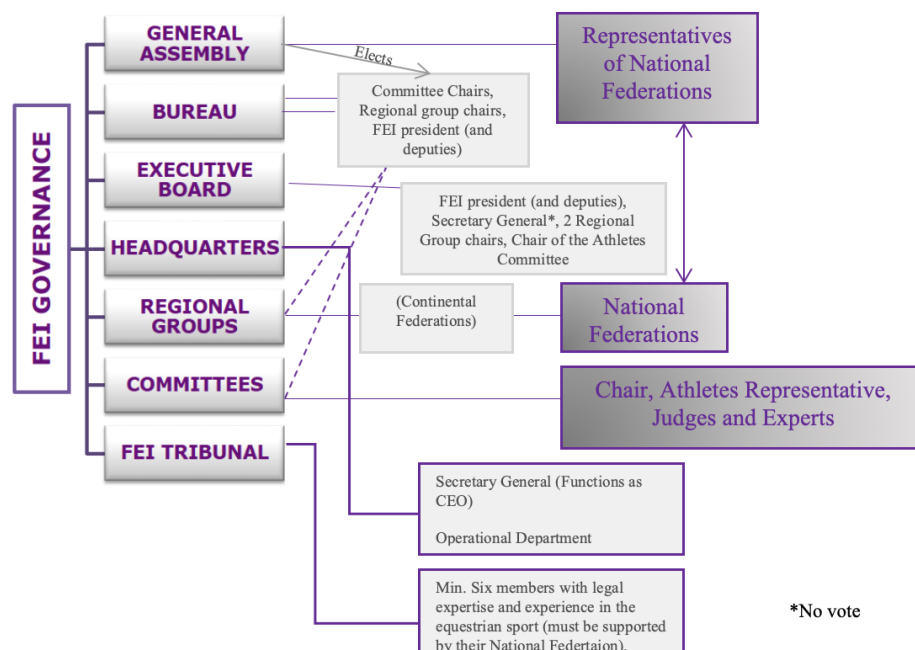 FEI GOVERNANCE
GENERAL
ASSEMBLY
BUREAU
EXECUTIVE
BOARD
HEADQUARTERS
REGIONAL
GROUPS
COMMITTEES
FEI TRIBUNAL
Elects
Committee Chairs,
Regional group chairs,
FEI president (and
deputies)
Representatives
of National
Federations
FEI president (and deputies),
Secretary General*, 2 Regional
Group chairs, Chair of the Athletes
Committee
(Continental
Federations)
National
Federations
Chair, Athletes Representative,
Judges and Experts
Secretary General (Functions as
CEO)
Operational Department
Min. Six members with legal
expertise and experience in the
equestrian sport (must be supported
by their National Federtaion).
*No vote